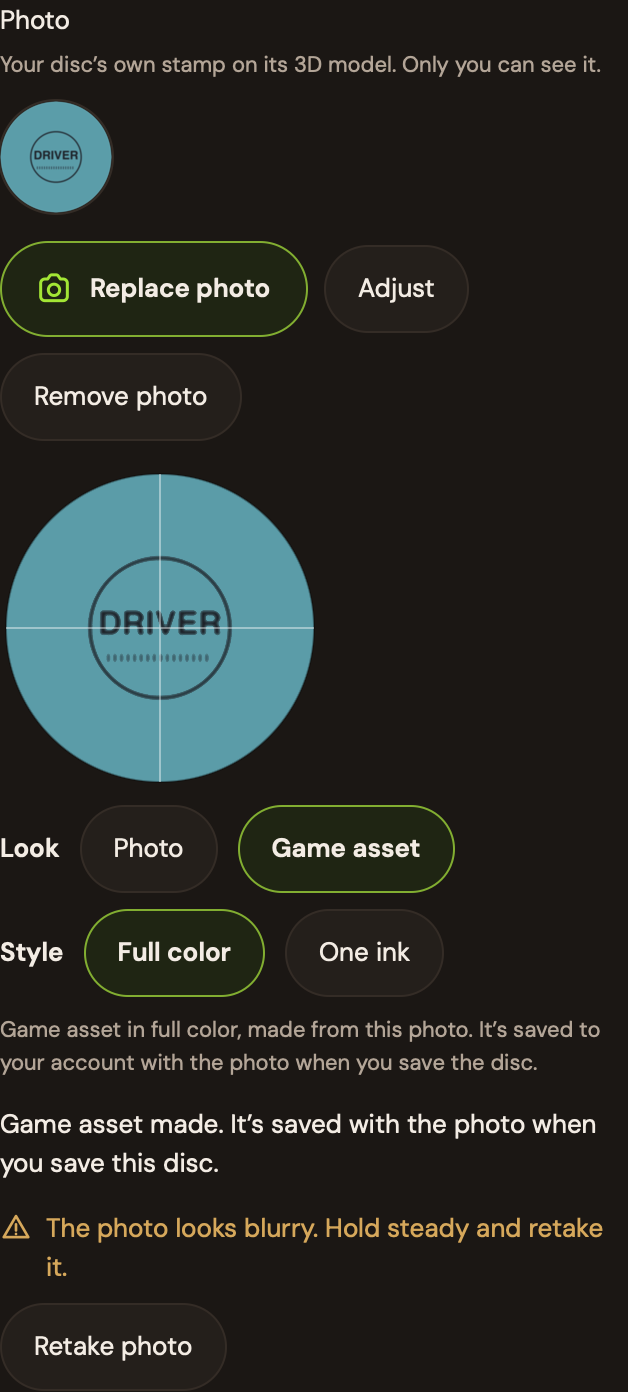 Photo
Your disc’s own stamp on its 3D model. Only you can see it.
DRIVER
Replace photo
Adjust
Remove photo
DRIVER
Look
Photo
Game asset
Style
Full color
One ink
Game asset in full color, made from this photo. It’s saved to
your account with the photo when you save the disc.
Game asset made. It’s saved with the photo when
you save this disc.
The photo looks blurry. Hold steady and retake
it.
Retake photo